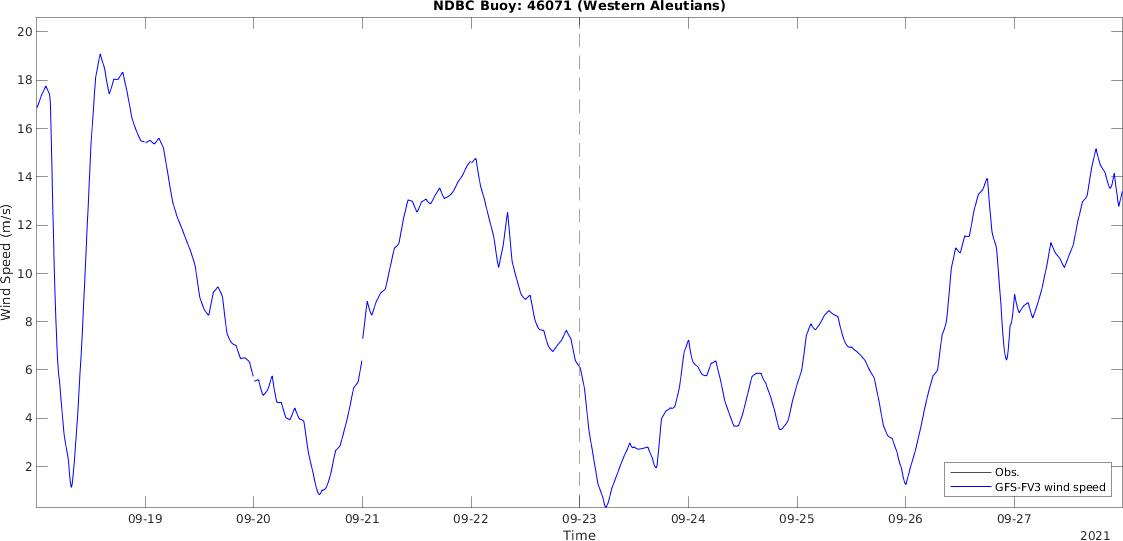 NDBC Buoy: 46071 (Western Aleutians)
Wind Speed (m/s)
20
18
16
14
12
10
8
6
4
2
09-19 09-20 09-21 09-22 09-23 09-24 09-25 09-26 09-27
Time
2021
Obs.
GFS-FV3 wind speed